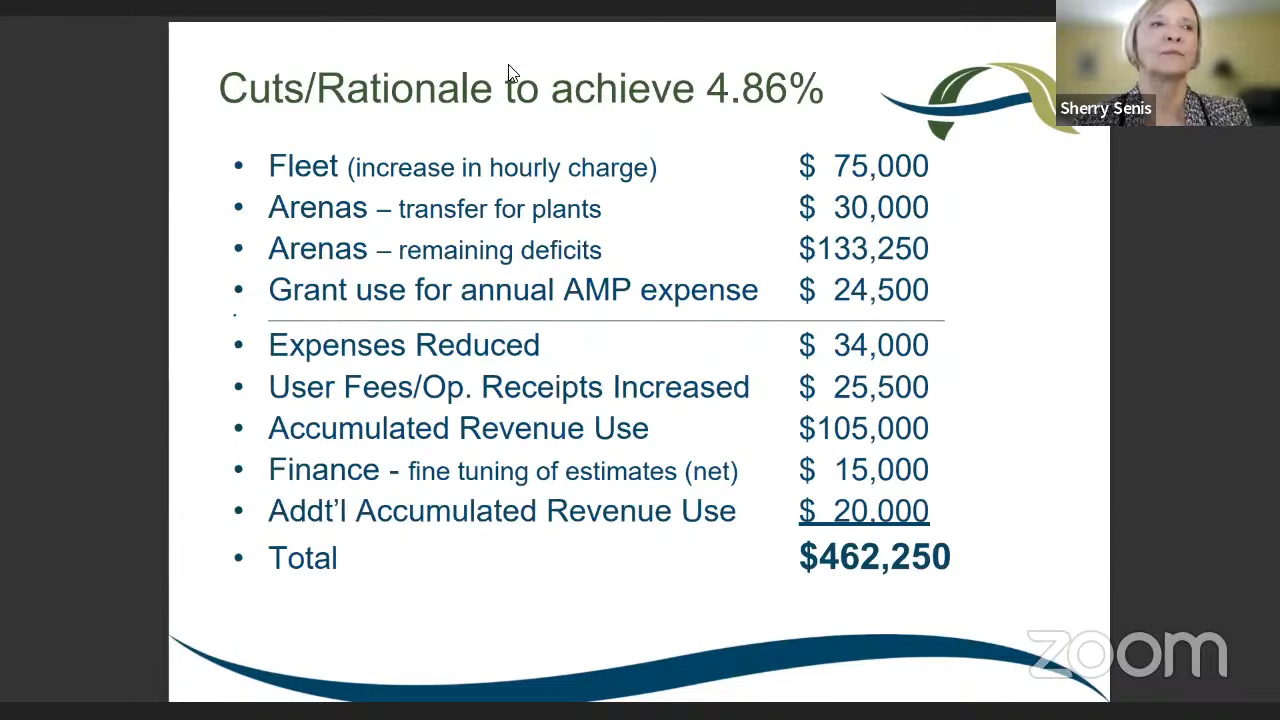 Cuts/Rationale to achieve 4.86%
Sherry Senis
• Fleet (increase in hourly charge) $ 75,000
• Arenas – transfer for plants $ 30,000
• Arenas – remaining deficits $133,250
• Grant use for annual AMP expense $ 24,500
• Expenses Reduced $ 34,000
• User Fees/Op. Receipts Increased $ 25,500
• Accumulated Revenue Use $105,000
• Finance - fine tuning of estimates (net) $ 15,000
• Addt'l Accumulated Revenue Use $ 20,000
• Total $462,250
zoom